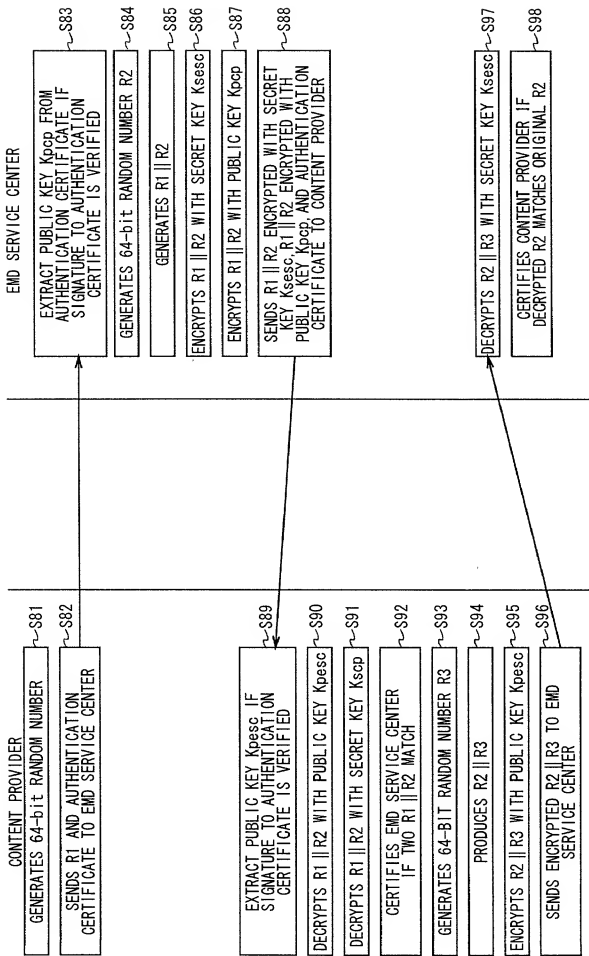 CONTENT PROVIDER
GENERATES 64-bit RANDOM NUMBER
S81
SENDS R1 AND AUTHENTICATION
CERTIFICATE TO EMD SERVICE CENTER
S82
EXTRACT PUBLIC KEY Kpesc IF
SIGNATURE TO AUTHENTICATION
CERTIFICATE IS VERIFIED
S89
DECRYPTS R1 || R2 WITH PUBLIC KEY Kpesc
S90
DECRYPTS R1 || R2 WITH SECRET KEY Kscp
S91
CERTIFIES EMD SERVICE CENTER
IF TWO R1 || R2 MATCH
S92
GENERATES 64-BIT RANDOM NUMBER R3
S93
PRODUCES R2 || R3
S94
ENCRYPTS R2 || R3 WITH PUBLIC KEY Kpesc
S95
SENDS ENCRYPTED R2 || R3 TO EMD
SERVICE CENTER
S96
EMD SERVICE CENTER
EXTRACT PUBLIC KEY Kpcp FROM
AUTHENTICATION CERTIFICATE IF
SIGNATURE TO AUTHENTICATION
CERTIFICATE IS VERIFIED
S83
GENERATES 64-bit RANDOM NUMBER R2
S84
GENERATES R1 || R2
S85
ENCRYPTS R1 || R2 WITH SECRET KEY Ksesc
S86
ENCRYPTS R1 || R2 WITH PUBLIC KEY Kpcp
S87
SENDS R1 || R2 ENCRYPTED WITH SECRET
KEY Ksesc, R1 || R2 ENCRYPTED WITH
PUBLIC KEY Kpcp, AND AUTHENTICATION
CERTIFICATE TO CONTENT PROVIDER
S88
DECRYPTS R2 || R3 WITH SECRET KEY Ksesc
S97
CERTIFIES CONTENT PROVIDER IF
DECRYPTED R2 MATCHES ORIGINAL R2
S98